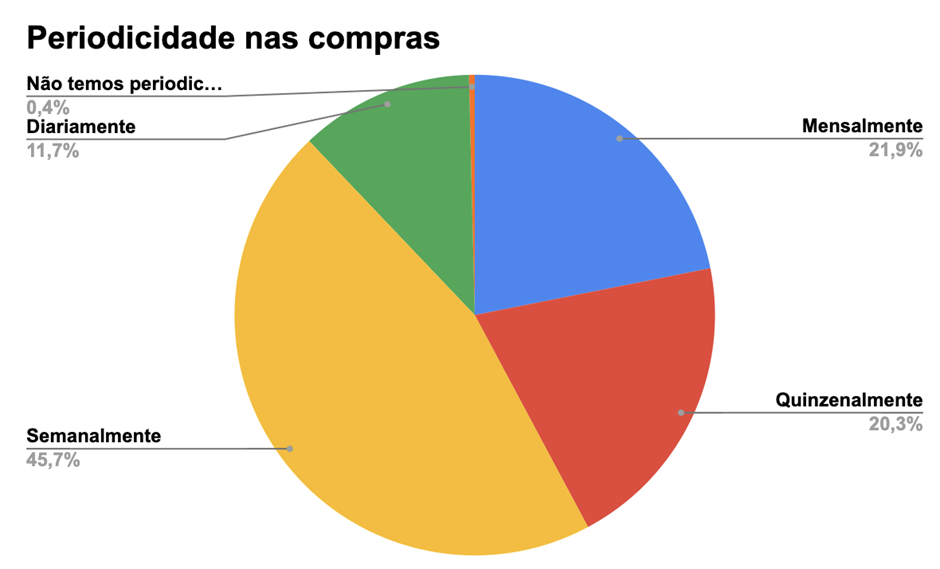 Periodicidade nas compras
Não temos periodic…
0,4%
Diariamente
11,7%
Mensalmente
21,9%
Quinzenalmente
20,3%
Semanalmente
45,7%